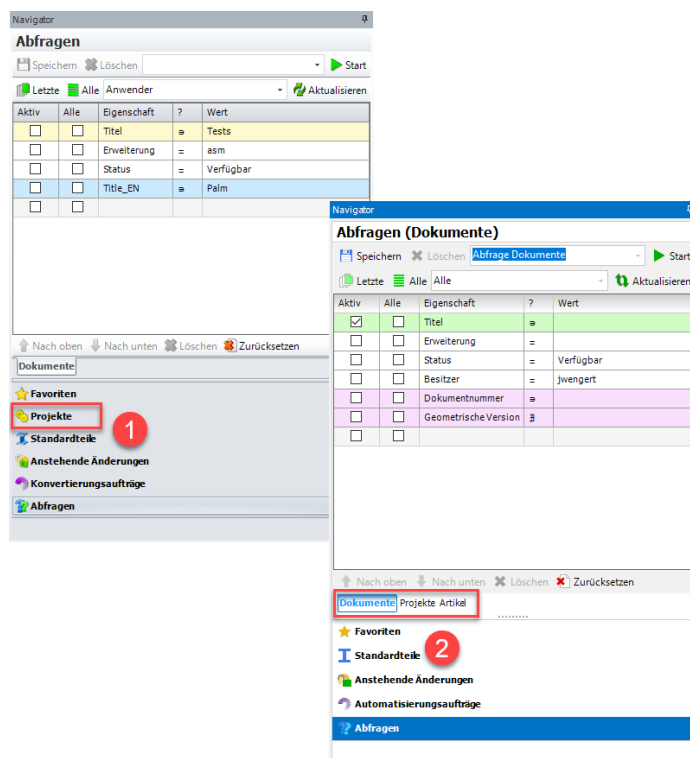 Navigator
Abfragen
Speichern Löschen Start
Letzte Alle Anwender Aktualisieren
Aktiv Alle Eigenschaft ? Wert
Titel ∍ Tests
Erweiterung = asm
Status = Verfügbar
Title_EN ∍ Palm
Nach oben Nach unten Löschen Zurücksetzen
Dokumente
Favoriten
Projekte
1
Standardteile
Anstehende Änderungen
Konvertierungsaufträge
Abfragen
Navigator
Abfragen (Dokumente)
Speichern Löschen Abfrage Dokumente Start
Letzte Alle Alle Aktualisieren
Aktiv Alle Eigenschaft ? Wert
Titel ∍
Erweiterung =
Status = Verfügbar
Besitzer = jwengert
Dokumentnummer ∍
Geometrische Version
Nach oben Nach unten Löschen Zurücksetzen
Dokumente Projekte Artikel
Favoriten
2
Standardteile
Anstehende Änderungen
Automatisierungsaufträge
Abfragen